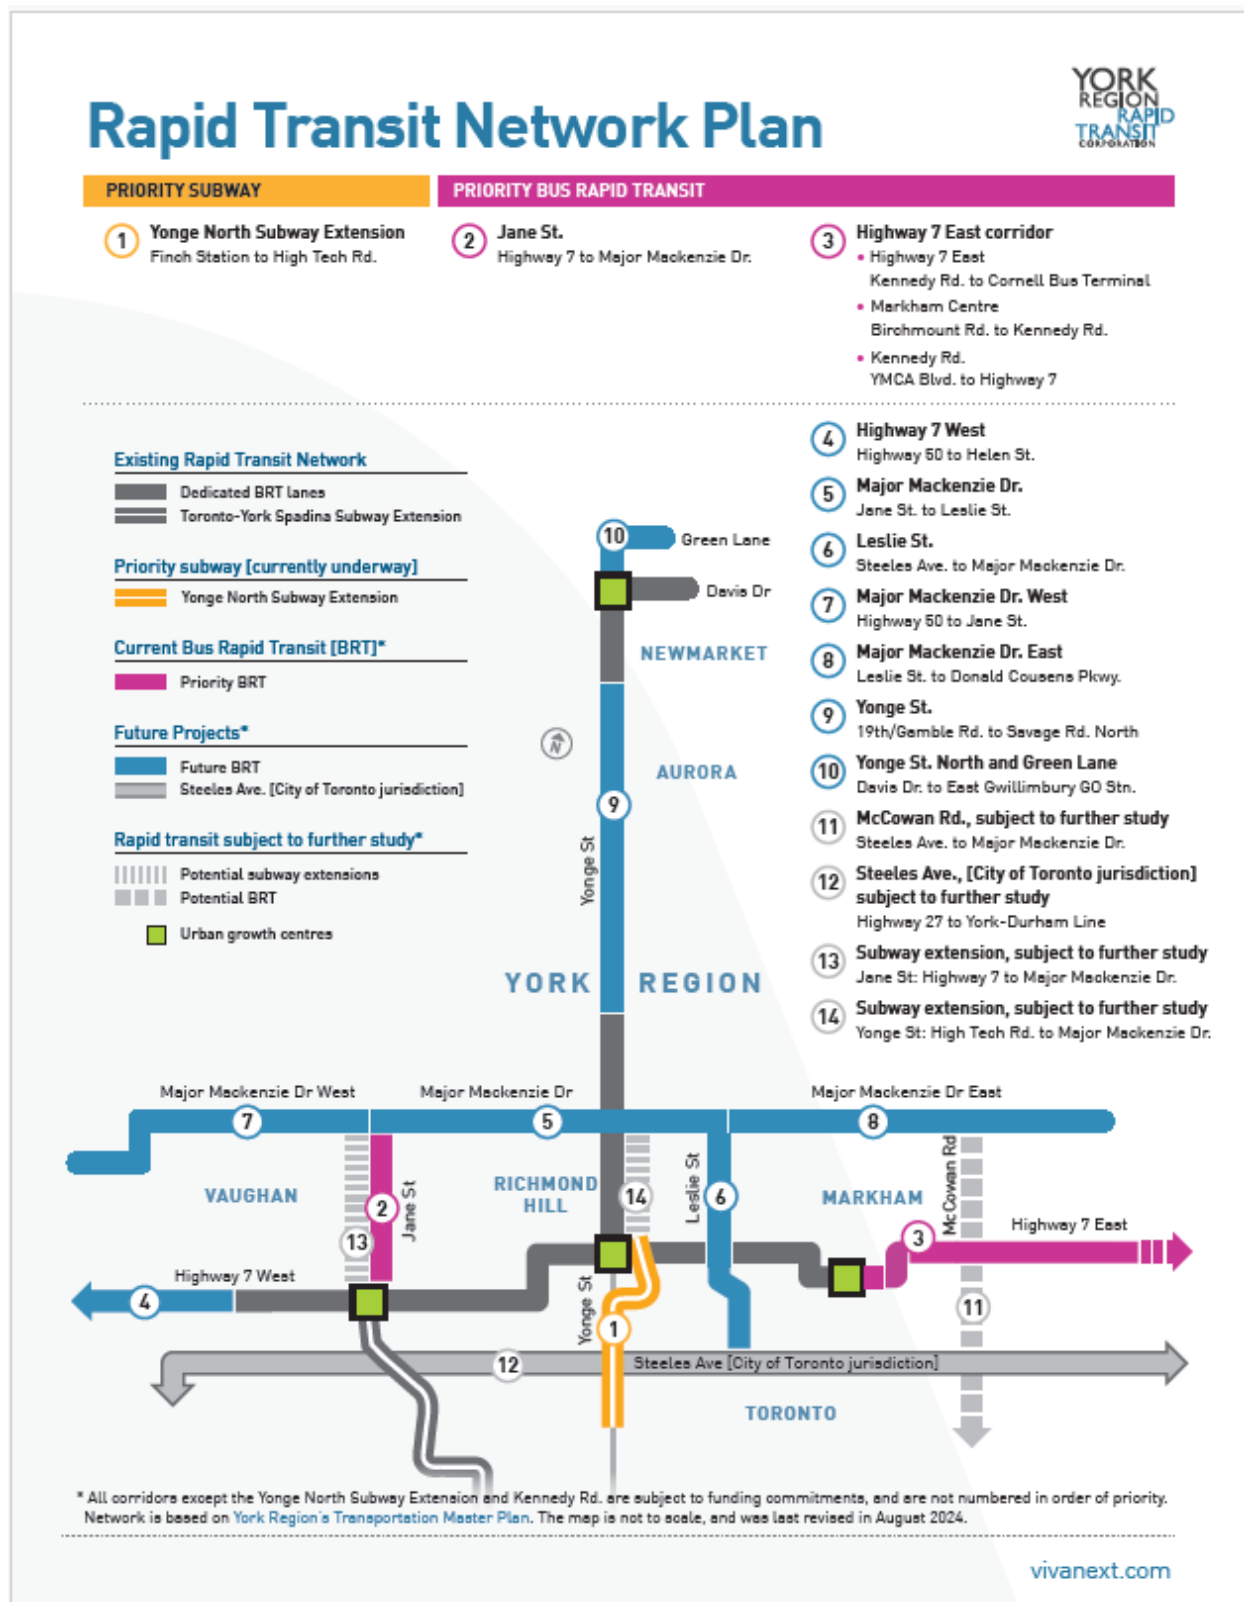 YORK
REGION
RAPID
TRANSIT
CORPORATION
Rapid Transit Network Plan
PRIORITY SUBWAY
PRIORITY BUS RAPID TRANSIT
1
Yonge North Subway Extension
Finch Station to High Tech Rd.
2
Jane St.
Highway 7 to Major Mackenzie Dr.
3
Highway 7 East corridor
• Highway 7 East
Kennedy Rd. to Cornell Bus Terminal
• Markham Centre
Birchmount Rd. to Kennedy Rd.
• Kennedy Rd.
YMCA Blvd. to Highway 7
Existing Rapid Transit Network
Dedicated BRT lanes
Toronto-York Spadina Subway Extension
Priority subway [currently underway]
Yonge North Subway Extension
Current Bus Rapid Transit [BRT]*
Priority BRT
Future Projects*
Future BRT
Steeles Ave. [City of Toronto jurisdiction]
Rapid transit subject to further study*
Potential subway extensions
Potential BRT
Urban growth centres
4
Highway 7 West
Highway 50 to Helen St.
5
Major Mackenzie Dr.
Jane St. to Leslie St.
6
Leslie St.
Steeles Ave. to Major Mackenzie Dr.
7
Major Mackenzie Dr. West
Highway 50 to Jane St.
8
Major Mackenzie Dr. East
Leslie St. to Donald Cousens Pkwy.
9
Yonge St.
19th/Gamble Rd. to Savage Rd. North
10
Yonge St. North and Green Lane
Davis Dr. to East Gwillimbury GO Stn.
11
McCowan Rd., subject to further study
Steeles Ave. to Major Mackenzie Dr.
12
Steeles Ave., [City of Toronto jurisdiction]
subject to further study
Highway 27 to York-Durham Line
13
Subway extension, subject to further study
Jane St: Highway 7 to Major Mackenzie Dr.
14
Subway extension, subject to further study
Yonge St: High Tech Rd. to Major Mackenzie Dr.
10
Green Lane
Davis Dr
NEWMARKET
N
AURORA
9
Yonge St
YORK REGION
Major Mackenzie Dr West
Major Mackenzie Dr
Major Mackenzie Dr East
7
5
8
McCowan Rd
VAUGHAN
2
Jane St
RICHMOND
HILL
14
Leslie St
6
MARKHAM
13
3
Highway 7 East
Highway 7 West
4
Yonge St
1
11
12
Steeles Ave [City of Toronto jurisdiction]
TORONTO
* All corridors except the Yonge North Subway Extension and Kennedy Rd. are subject to funding commitments, and are not numbered in order of priority.
Network is based on York Region's Transportation Master Plan. The map is not to scale, and was last revised in August 2024.
vivanext.com